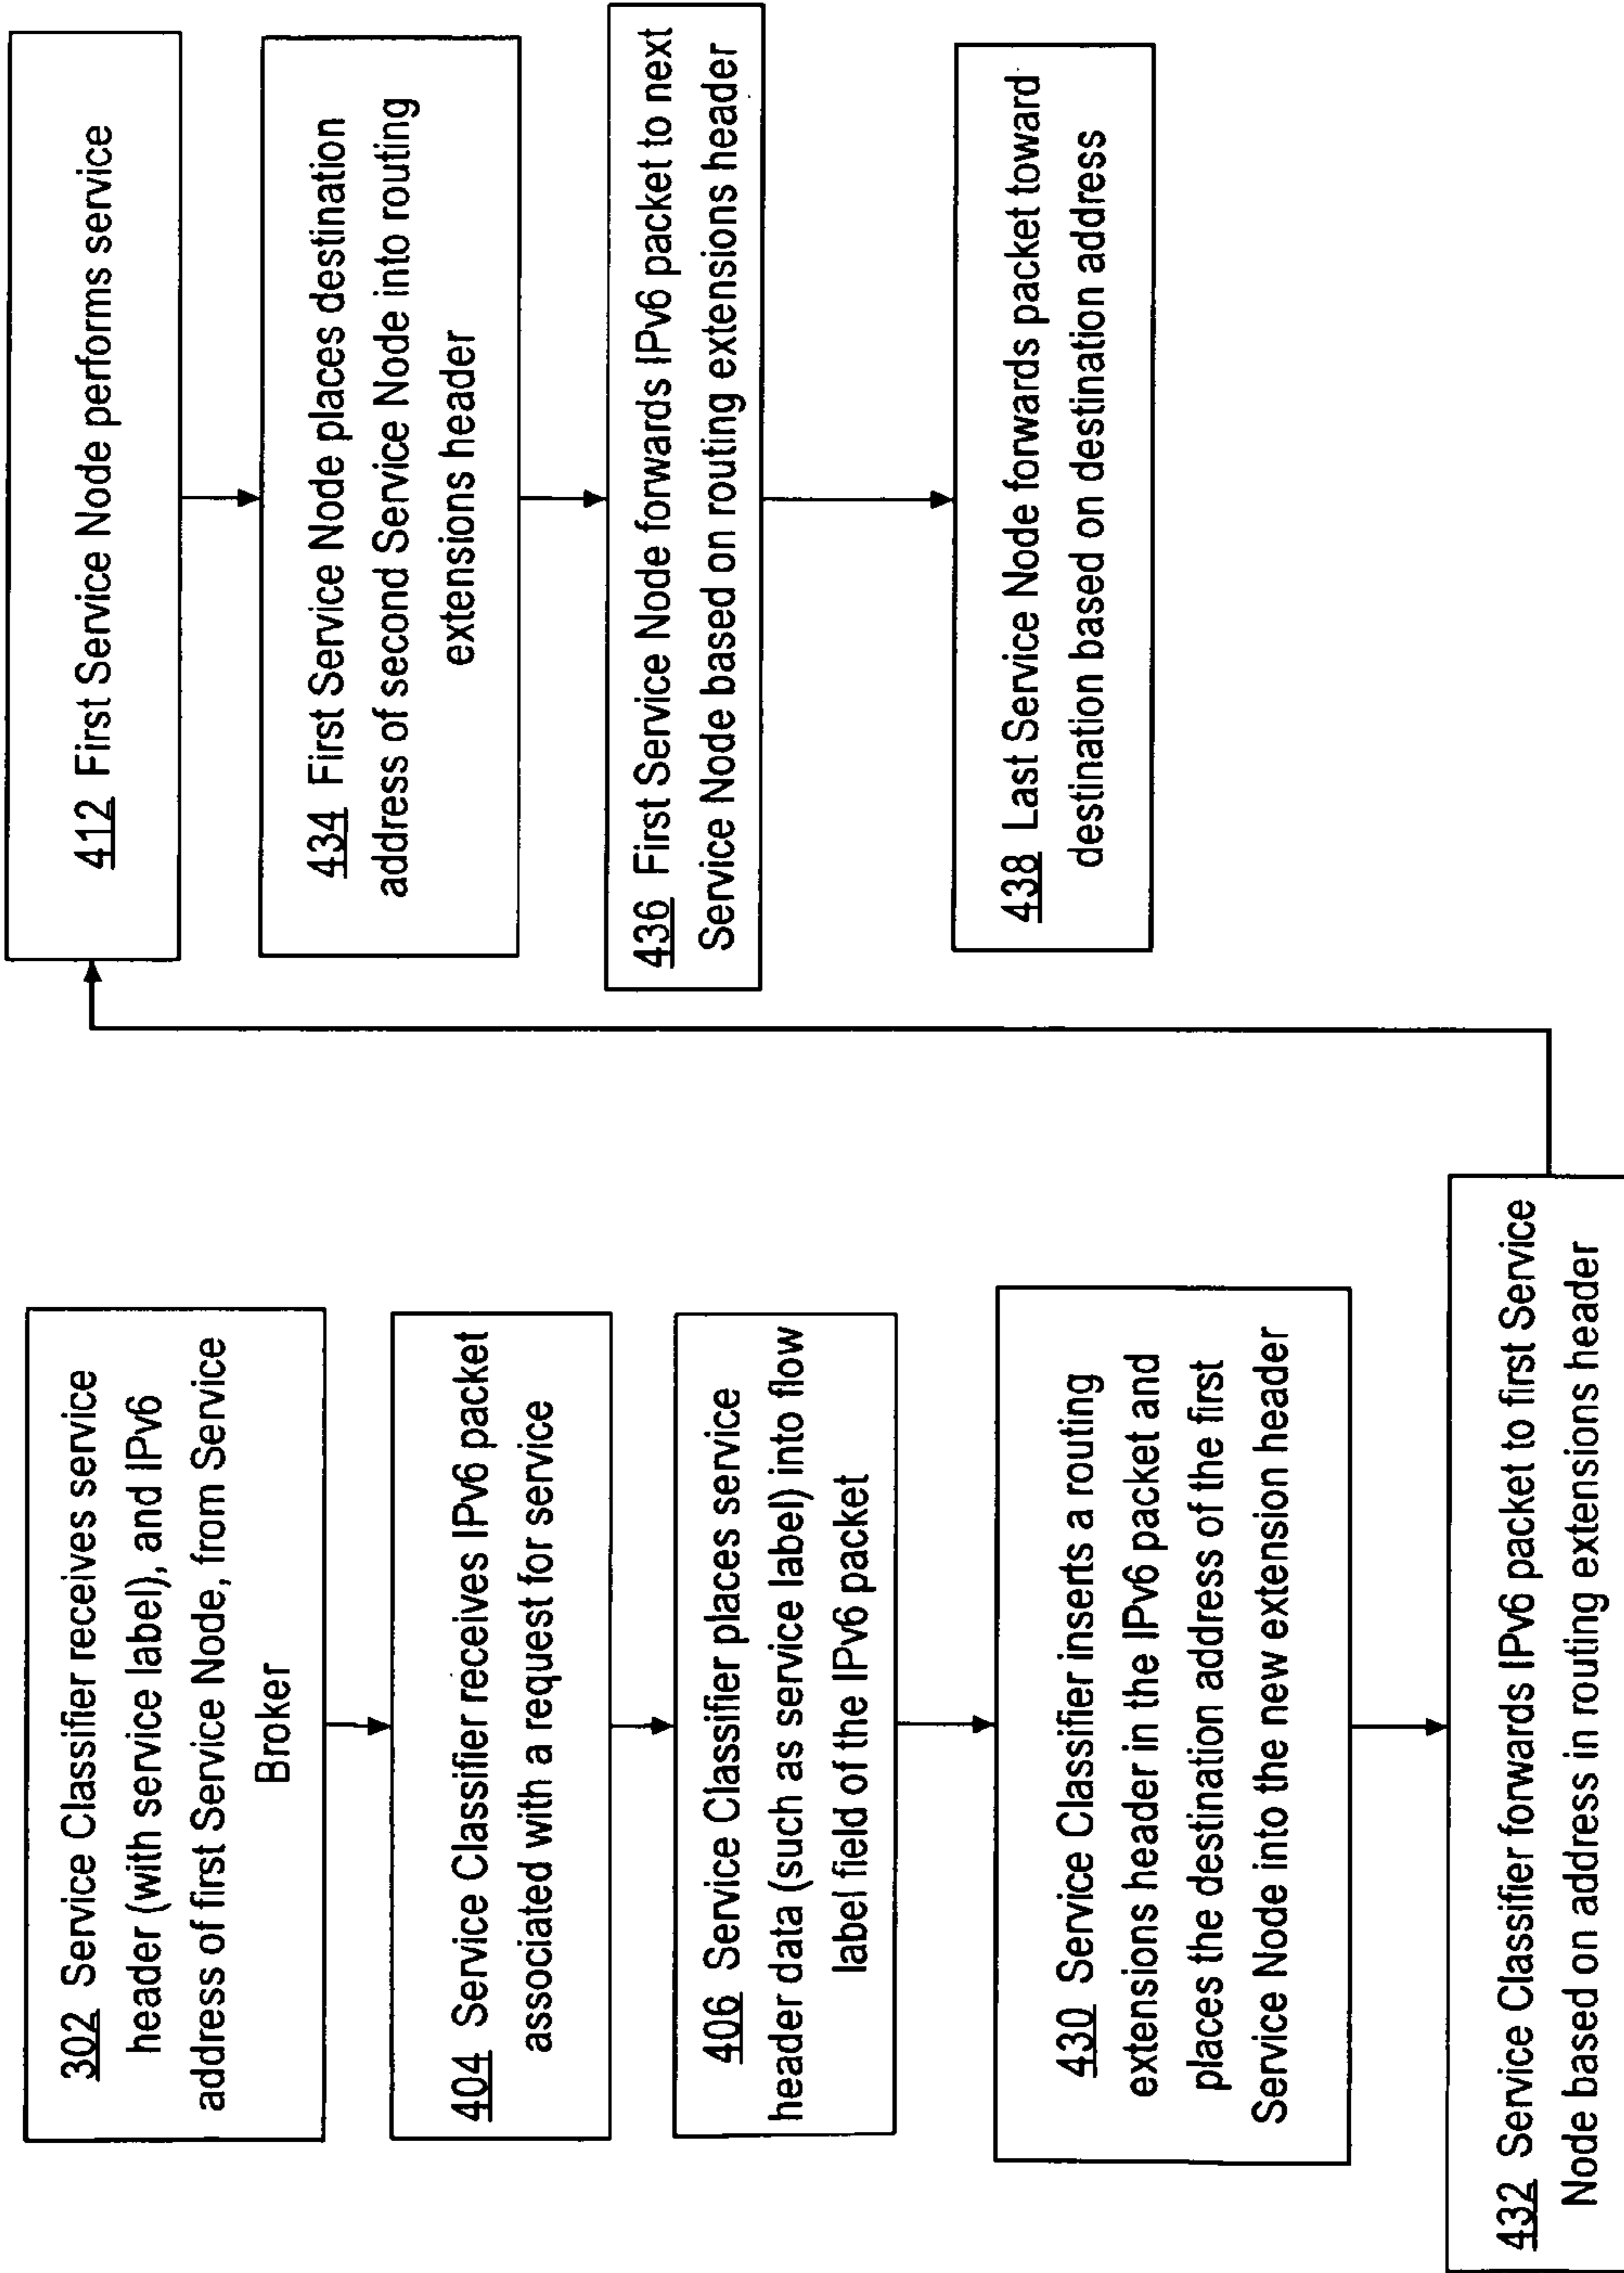 302 Service Classifier receives service
header (with service label), and IPv6
address of first Service Node, from Service
Broker
404 Service Classifier receives IPv6 packet
associated with a request for service
406 Service Classifier places service
header data (such as service label) into flow
label field of the IPv6 packet
430 Service Classifier inserts a routing
extensions header in the IPv6 packet and
places the destination address of the first
Service Node into the new extension header
432 Service Classifier forwards IPv6 packet to first Service
Node based on address in routing extensions header
412 First Service Node performs service
434 First Service Node places destination
address of second Service Node into routing
extensions header
436 First Service Node forwards IPv6 packet to next
Service Node based on routing extensions header
438 Last Service Node forwards packet toward
destination based on destination address